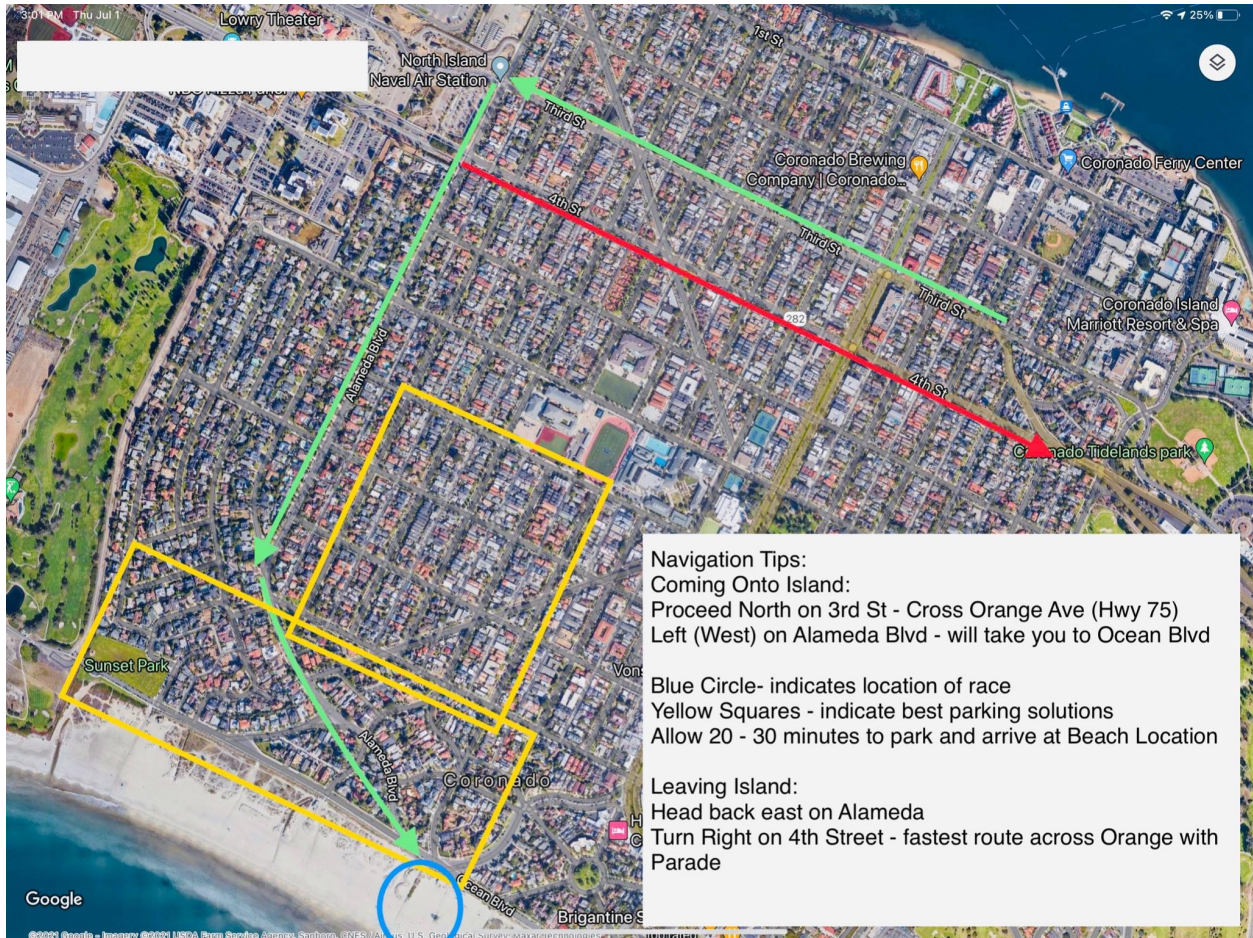 3:01 PM Thu Jul 1
25%
Lowry Theater
North Island
Naval Air Station
1st St
Third St
Coronado Brewing
Company | Coronado...
Coronado Ferry Center
4th St
Third St
Third St
Coronado Island
Marriott Resort & Spa
282
Alameda Blvd
4th St
Coronado Tidelands park
Sunset Park
Vons
Alameda Blvd
Coronado
H
C
Ocean Blvd
Brigantine S
Google
Navigation Tips:
Coming Onto Island:
Proceed North on 3rd St - Cross Orange Ave (Hwy 75)
Left (West) on Alameda Blvd - will take you to Ocean Blvd
Blue Circle- indicates location of race
Yellow Squares - indicate best parking solutions
Allow 20 - 30 minutes to park and arrive at Beach Location
Leaving Island:
Head back east on Alameda
Turn Right on 4th Street - fastest route across Orange with
Parade